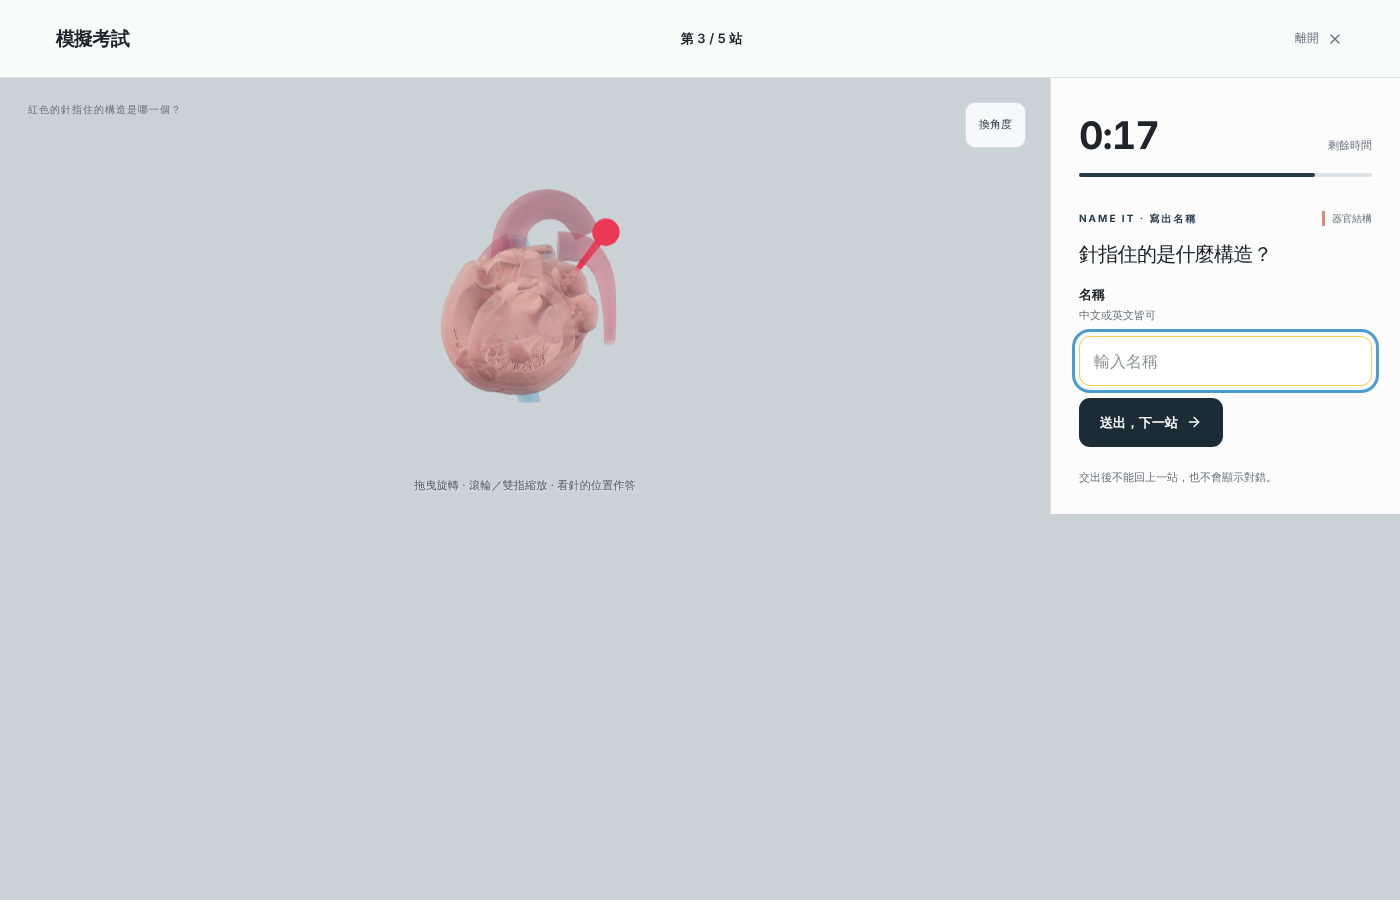 模擬考試
第 3 / 5 站
離開
紅色的針指住的構造是哪一個？
換角度
0:17
剩餘時間
NAME IT · 寫出名稱
器官結構
針指住的是什麼構造？
名稱
中文或英文皆可
輸入名稱
送出，下一站
交出後不能回上一站，也不會顯示對錯。
拖曳旋轉 · 滾輪／雙指縮放 · 看針的位置作答